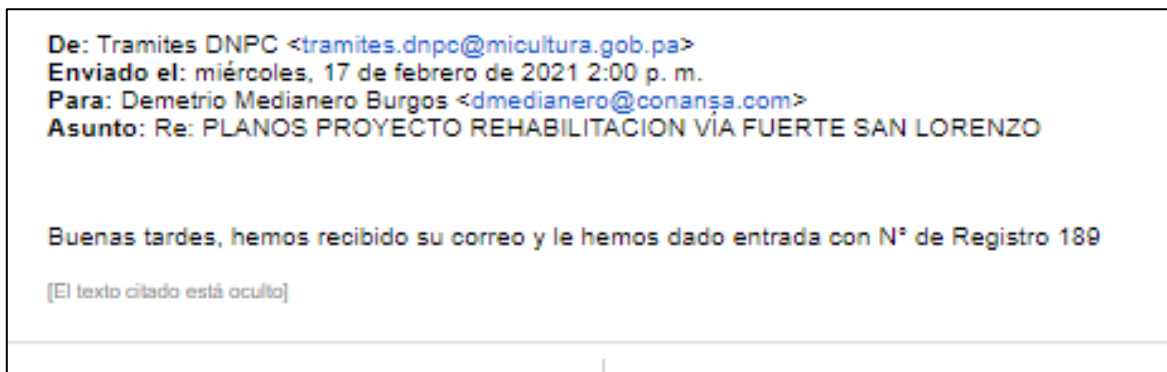 De: Tramites DNPC <tramites.dnpc@micultura.gob.pa>
Enviado el: miércoles, 17 de febrero de 2021 2:00 p. m.
Para: Demetrio Medianero Burgos <dmedianero@conansa.com>
Asunto: Re: PLANOS PROYECTO REHABILITACION VÍA FUERTE SAN LORENZO
Buenas tardes, hemos recibido su correo y le hemos dado entrada con N° de Registro 189
[El texto citado está oculto]